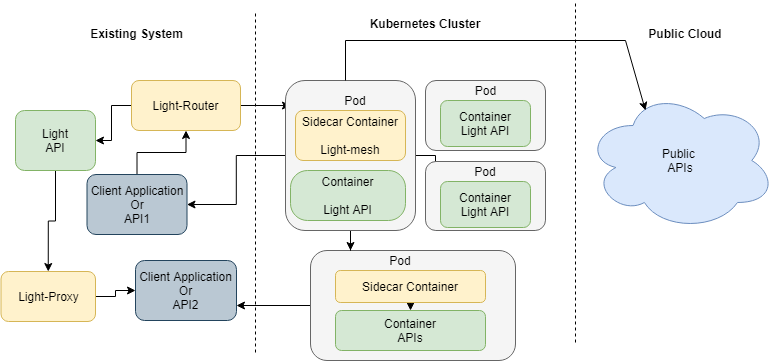 Existing System
Kubernetes Cluster
Public Cloud
Light-Router
Light
API
Client Application
Or
API1
Light-Proxy
Client Application
Or
API2
Pod
Sidecar Container
Light-mesh
Container
Light API
Pod
Container
Light API
Pod
Container
Light API
Pod
Sidecar Container
Container
APIs
Public
APIs